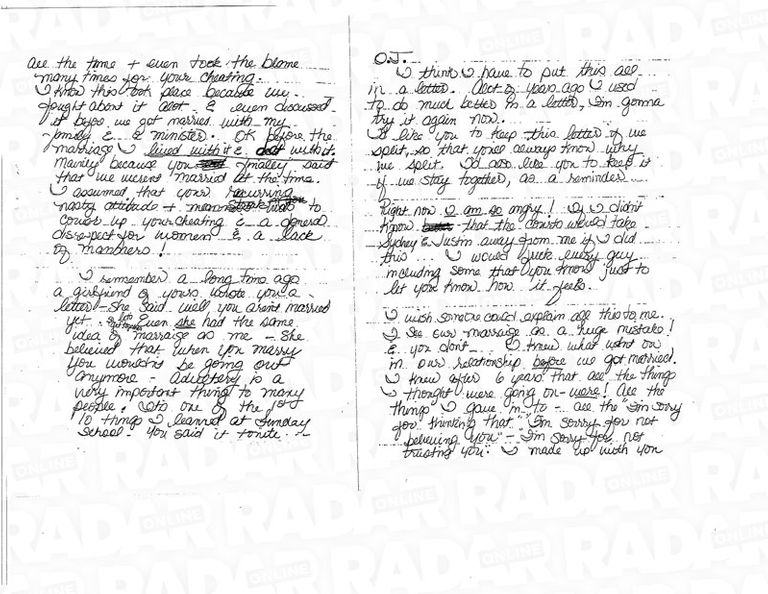 O.J.
I think I have to put this all
in a letter. Alot of years ago I used
to do much better in a letter, I'm gonna
try it again now.
I'd like you to keep this letter if we
split, so that you'll always know why
we split. I'd also like you to keep it
if we stay together, as a reminder.
Right now I am so angry! If I didn't
know that the courts would take
Sydney & Justin away from me if I did
this I would fuck every guy
including some that you know just to
let you know how it feels.
I wish someone could explain all this to me.
I see our marraise as a huge mistake!
& you don't.
I knew what went on
in our relationship before we got married.
I knew after 6 years that all the things
I thought were going on - were! All the
things I gave in to - all the "I'm sorry
for thinking that" "I'm sorry for not
believing you" - "I'm sorry for not
trusting you." I made up with you
all the time & even took the blame
many times for your cheating.
I know this took place because we
fought about it alot & even discussed
it before we got married with my
family & a minister. OK before the
marraise I lived with it & dealt with it.
Mainly because you finaley said
that we weren't married at the time.
I assumed that your recurring
nasty attitude & mean streak was to
cover up your cheating & a general
disrespect for women & a lack
of manners!
I remember a long time ago
a girlfriend of yours wrote you a
letter - she said well you aren't married
yet Even she had the same
idea of marraise as me - She
believed that when you marry
you wouldn't be going out
anymore - Adultery is a
very important thing to many
people. It's one of the 1st
10 things I learned at Sunday
School. You said it
RADAR
ONLINE